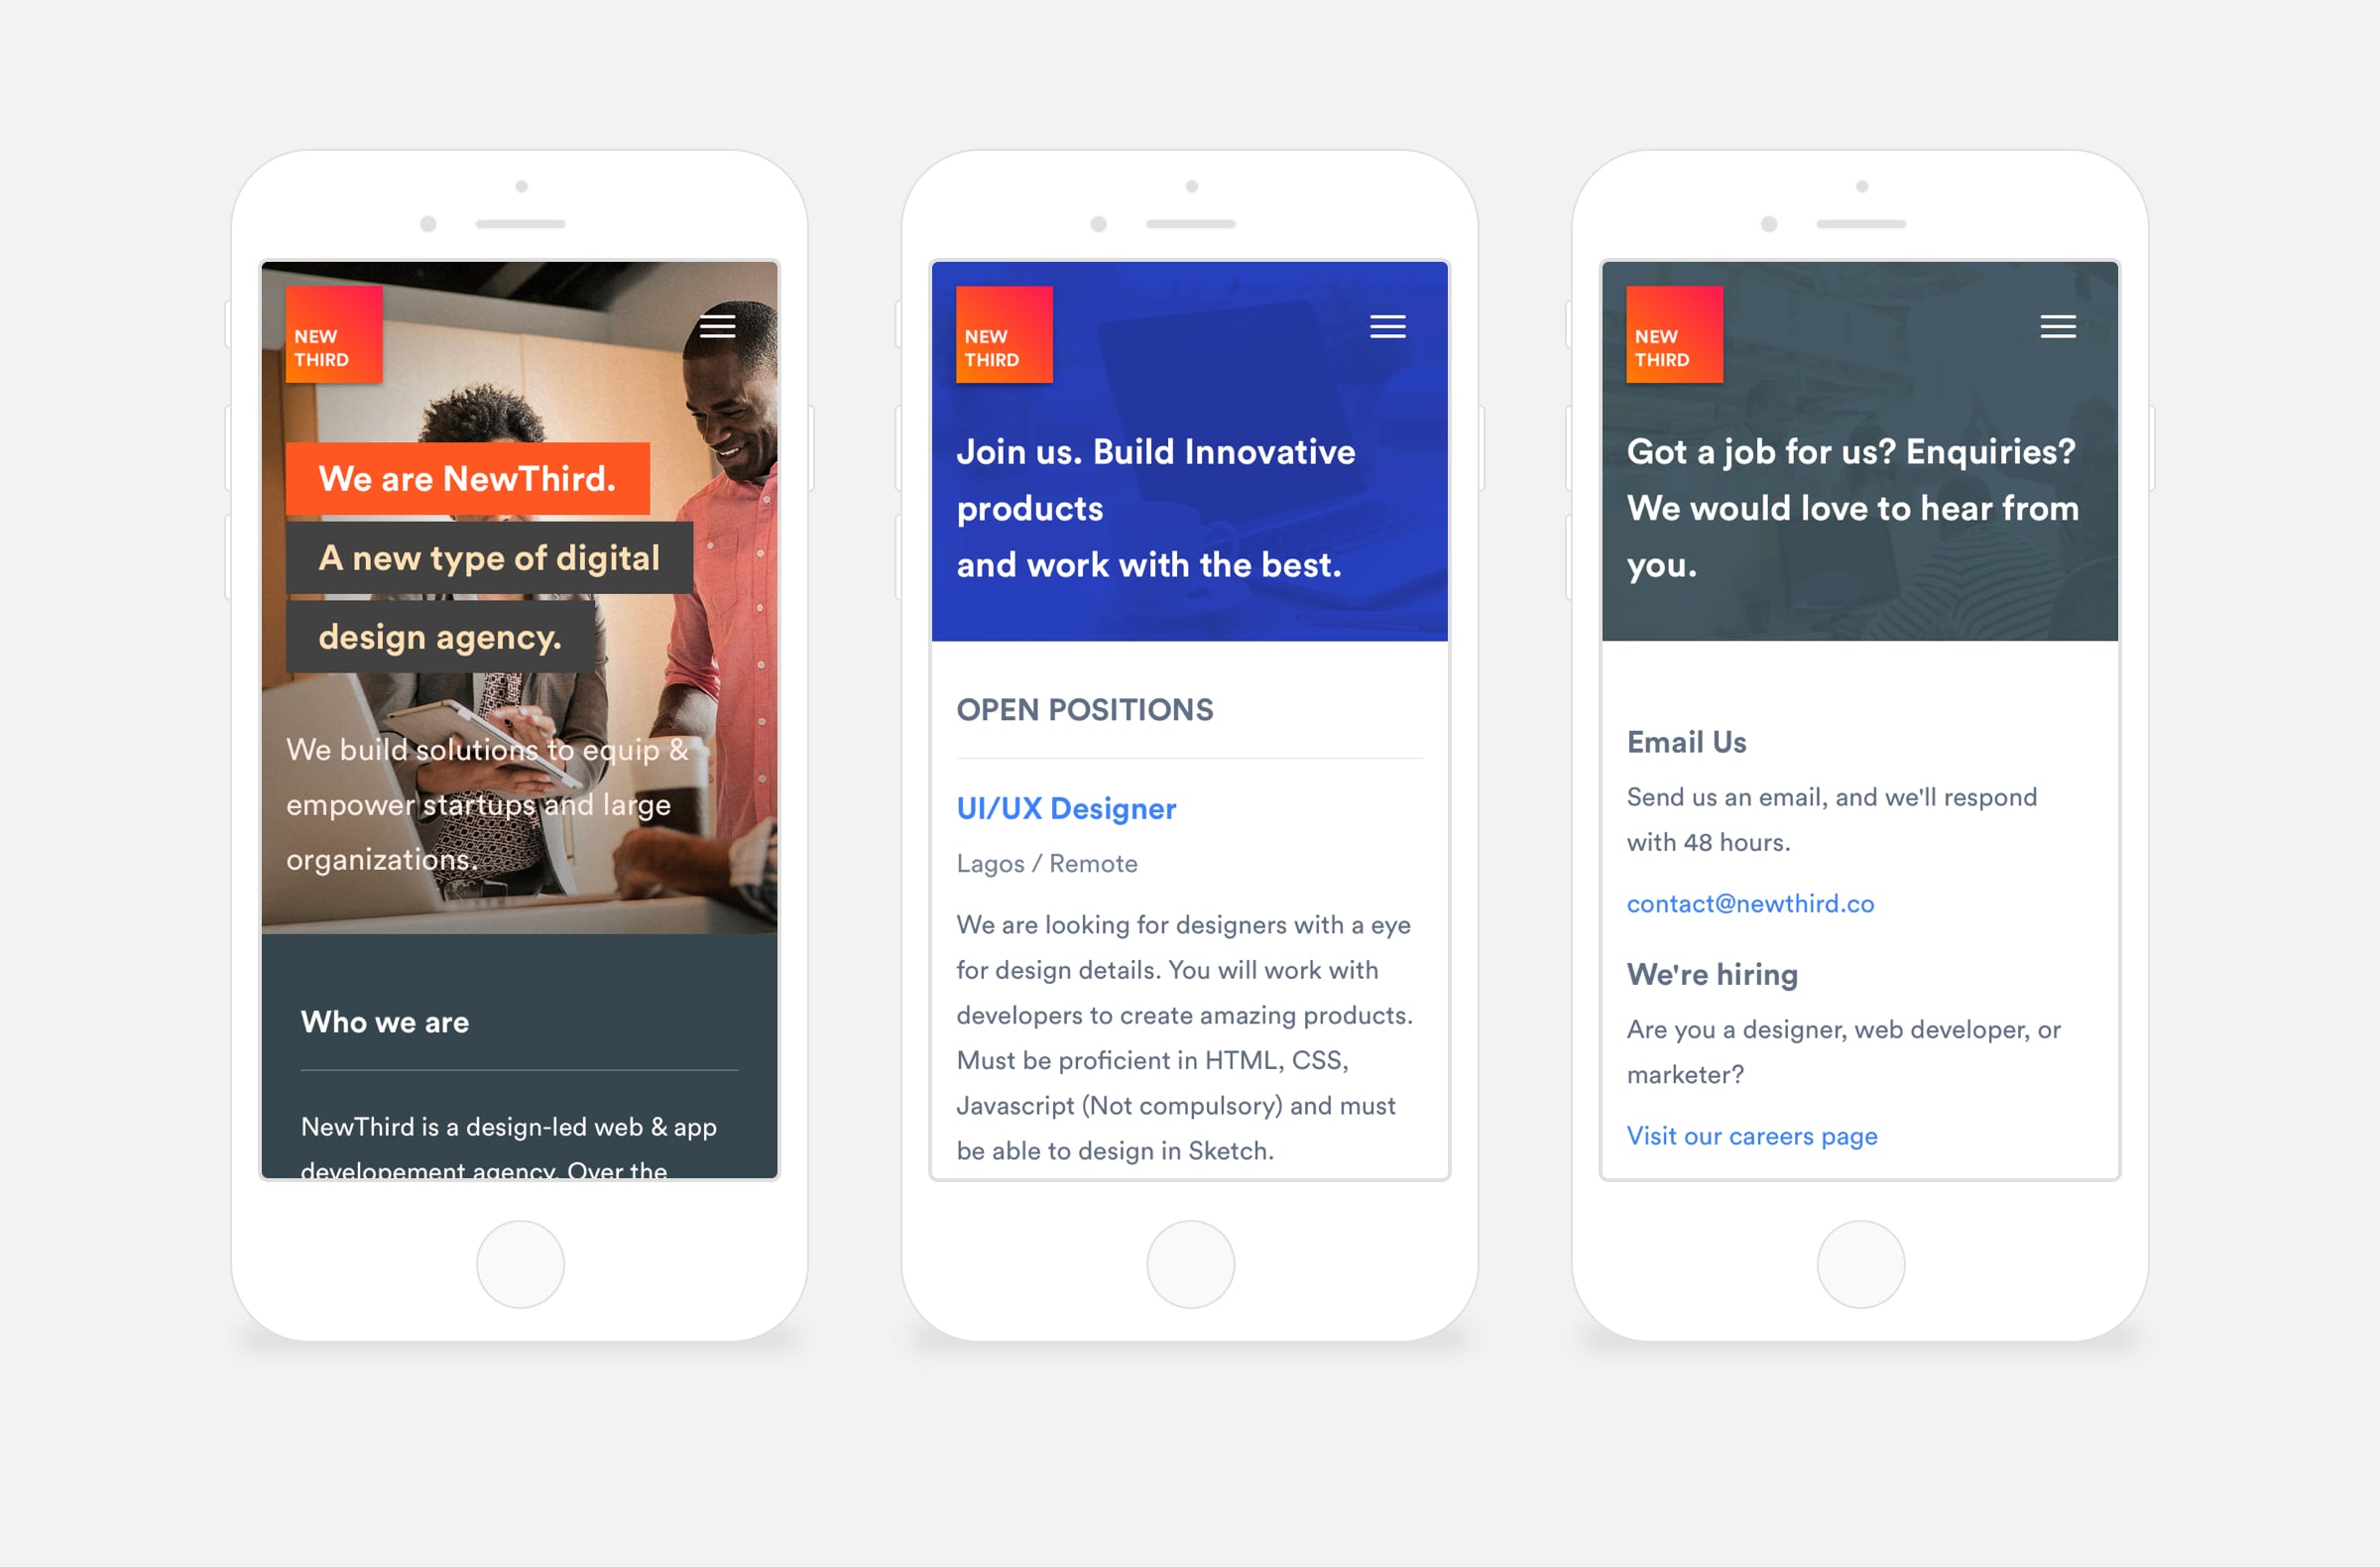 NEW
THIRD
We are NewThird.
A new type of digital
design agency.
We build solutions to equip &
empower startups and large
organizations.
Who we are
NewThird is a design-led web & app
developement agency. Over the
NEW
THIRD
Join us. Build Innovative
products
and work with the best.
OPEN POSITIONS
UI/UX Designer
Lagos / Remote
We are looking for designers with a eye
for design details. You will work with
developers to create amazing products.
Must be proficient in HTML, CSS,
Javascript (Not compulsory) and must
be able to design in Sketch.
NEW
THIRD
Got a job for us? Enquiries?
We would love to hear from
you.
Email Us
Send us an email, and we'll respond
with 48 hours.
contact@newthird.co
We're hiring
Are you a designer, web developer, or
marketer?
Visit our careers page